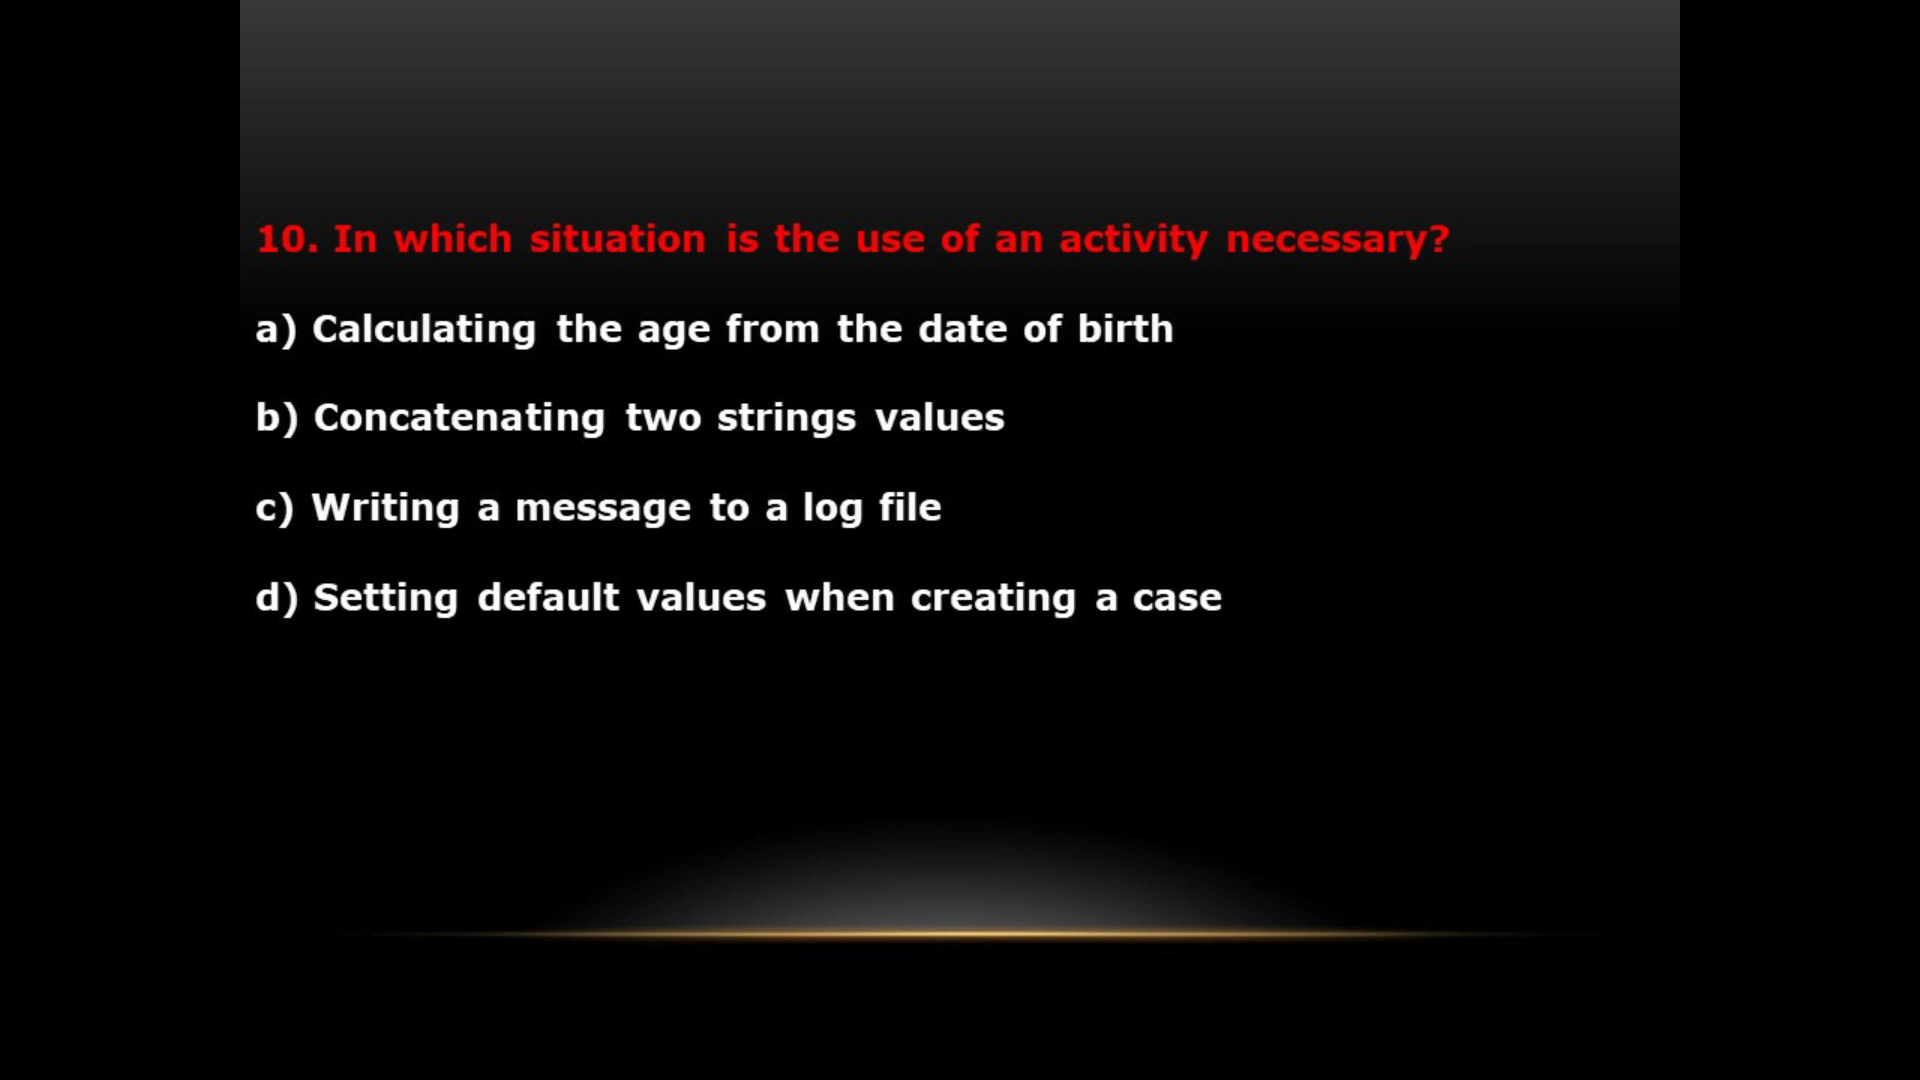 10. In which situation is the use of an activity necessary?
a) Calculating the age from the date of birth
b) Concatenating two strings values
c) Writing a message to a log file
d) Setting default values when creating a case